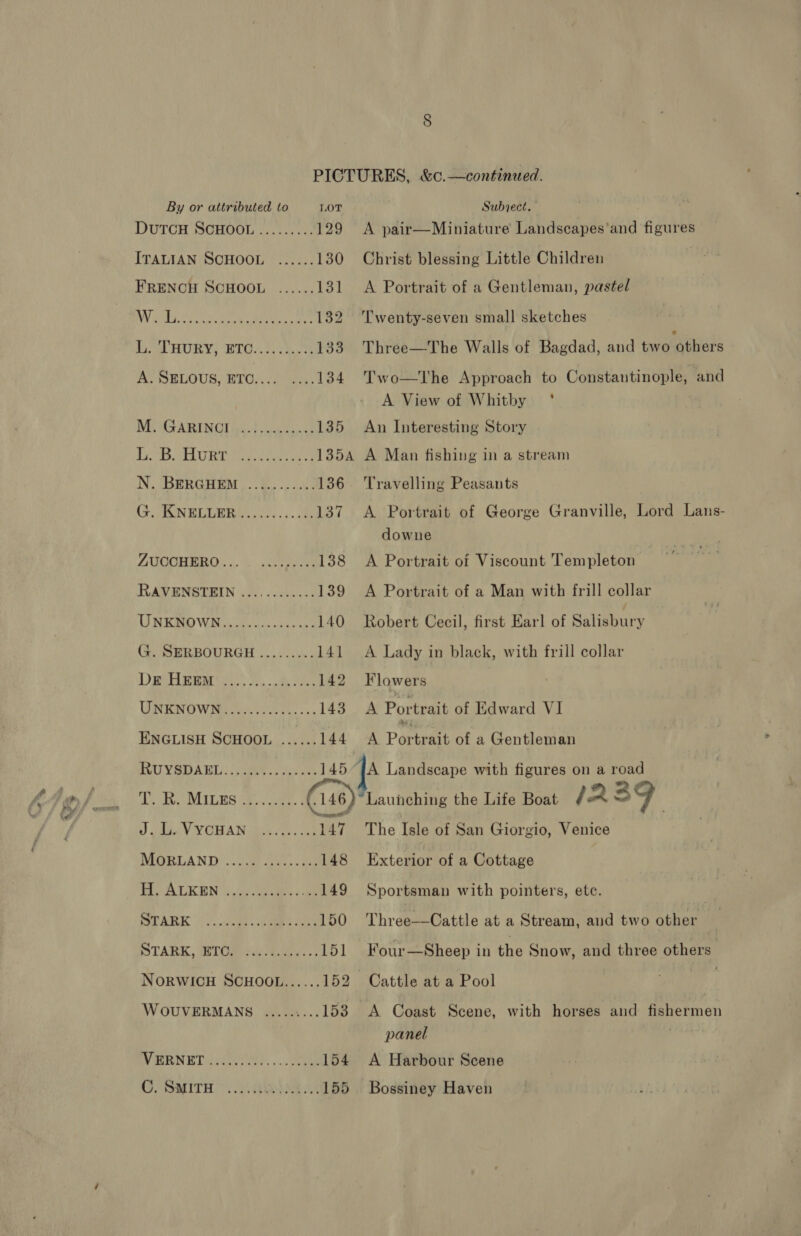 8
PICTURES, &c.—continued.
By or attributed to LOT Subject.
DUTCH SCHOOL ......... 129 A pair—Miniature Landscapes and figures
ITALIAN SCHOOL ...... 130 Christ blessing Little Children
FRENCH SCHOOL ...... 131 A Portrait of a Gentleman, pastel
W. L. ..................... 132 Twenty-seven small sketches
L. THURY, ETC. ......... 133 Three—The Walls of Bagdad, and two others
A. SELOUS, ETC.... .... 134 Two—The Approach to Constantinople, and
A View of Whitby
M. GARINCI ............ 135 An Interesting Story
L. B. HURT ............ 135A A Man fishing in a stream
N. BERGHEM ............ 136 Travelling Peasants
G. KNELLER ............ 137 A Portrait of George Granville, Lord Lans-
downe
ZUCCHERO... ......... 138 A Portrait of Viscount Templeton
RAVENSTEIN ............ 139 A Portrait of a Man with frill collar
UNKNOWN ............... 140 Robert Cecil, first Earl of Salisbury
G. SERBOURGH ......... 141 A Lady in black, with frill collar
DE HEEM ............... 142 Flowers
UNKNOWN ............... 143 A Portrait of Edward VI
ENGLISH SCHOOL ...... 144 A Portrait of a Gentleman
RUYSDAEL ............... 145 A Landscape with figures on a road
T. R. MILES ............ 146 Launching the Life Boat 1239
J. L. VYCHAN ......... 147 The Isle of San Giorgio, Venice
MORLAND ..... ......... 148 Exterior of a Cottage
H. ALKEN ............... 149 Sportsman with pointers, etc.
STARK .................. 150 Three—Cattle at a Stream, and two other
STARK, ETC. ............ 151 Four—Sheep in the Snow, and three others
NORWICH SCHOOL ...... 152 Cattle at a Pool
WOUVERMANS ......... 153 A Coast Scene, with horses and fishermen
panel
VERNET .................. 154 A Harbour Scene
C. SMITH ............... 155 Bossiney Haven